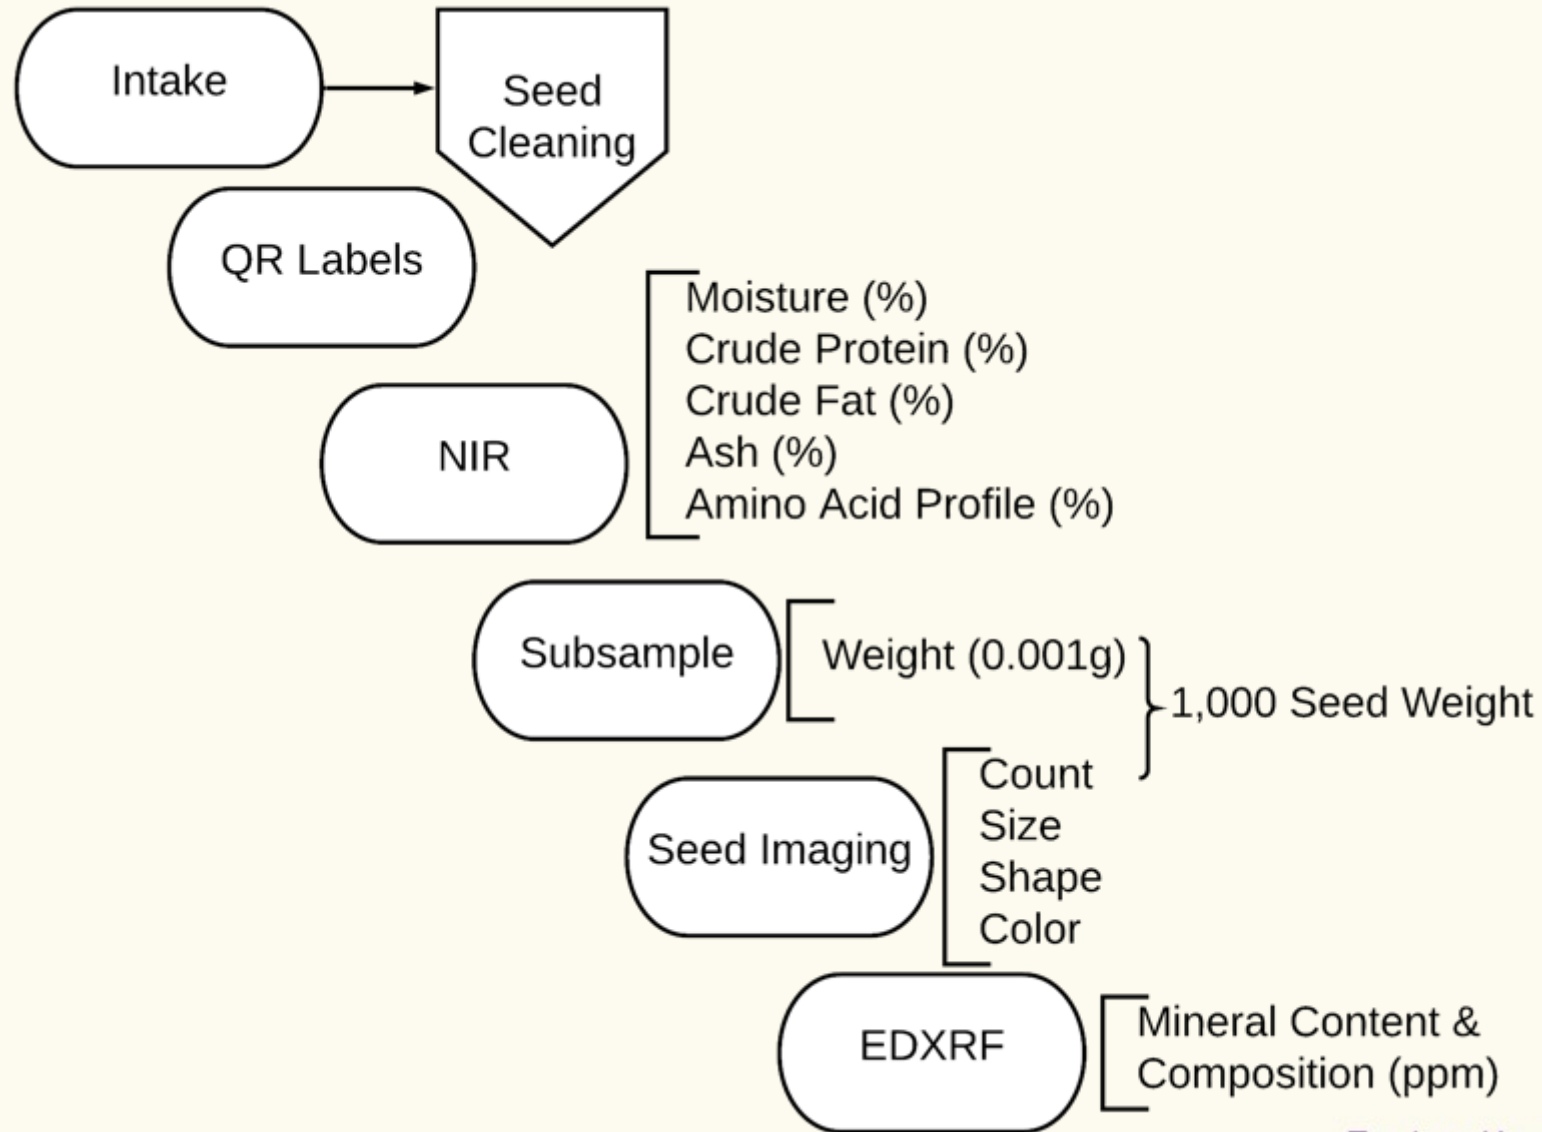 Intake
Seed
Cleaning
QR Labels
Moisture (%)
Crude Protein (%)
Crude Fat (%)
Ash (%)
Amino Acid Profile (%)
NIR
Subsample
Weight (0.001g)
1,000 Seed Weight
Seed Imaging
Count
Size
Shape
Color
EDXRF
Mineral Content &
Composition (ppm)